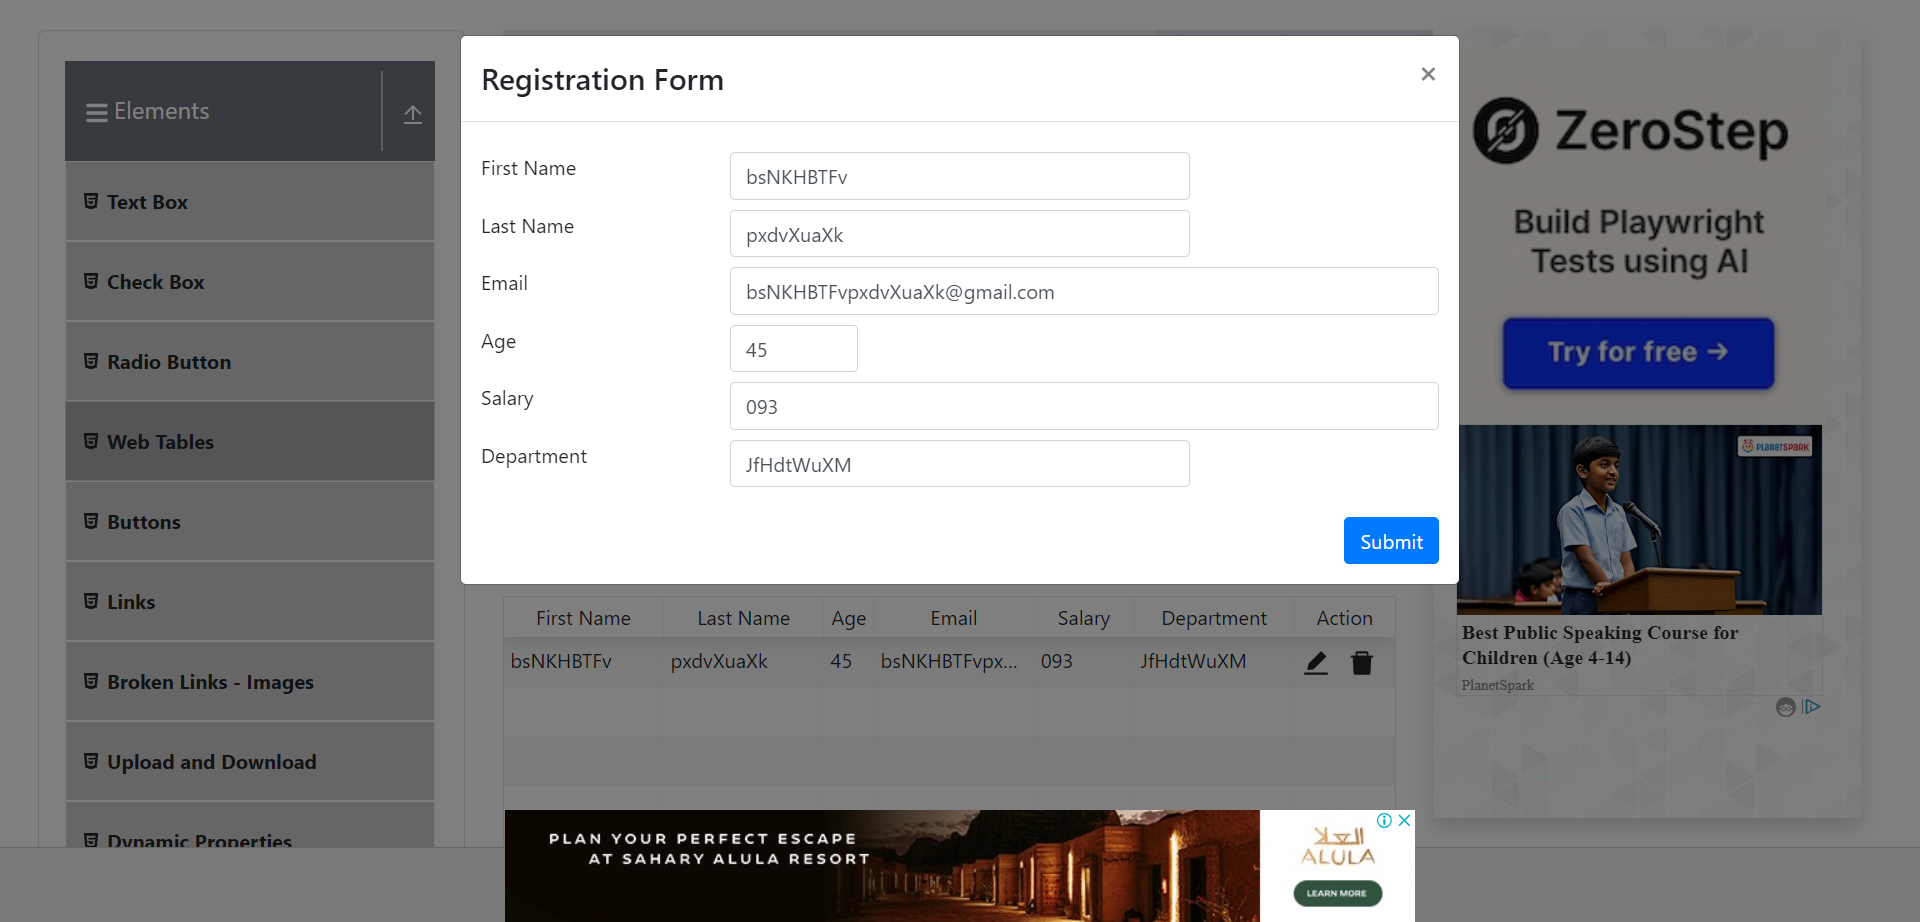 Elements
Text Box
Check Box
Radio Button
Web Tables
Buttons
Links
Broken Links - Images
Upload and Download
Dynamic Properties
Registration Form
×
First Name
bsNKHBTFv
Last Name
pxdvXuaXk
Email
bsNKHBTFvpxdvXuaXk@gmail.com
Age
45
Salary
093
Department
JfHdtWuXM
Submit
First Name Last Name Age Email Salary Department Action
bsNKHBTFv pxdvXuaXk 45 bsNKHBTFvpx... 093 JfHdtWuXM
PLAN YOUR PERFECT ESCAPE
AT SAHARY ALULA RESORT
العلا
ALULA
LEARN MORE
ZeroStep
Build Playwright
Tests using AI
Try for free →
PLANETSPARK
Best Public Speaking Course for
Children (Age 4-14)
PlanetSpark